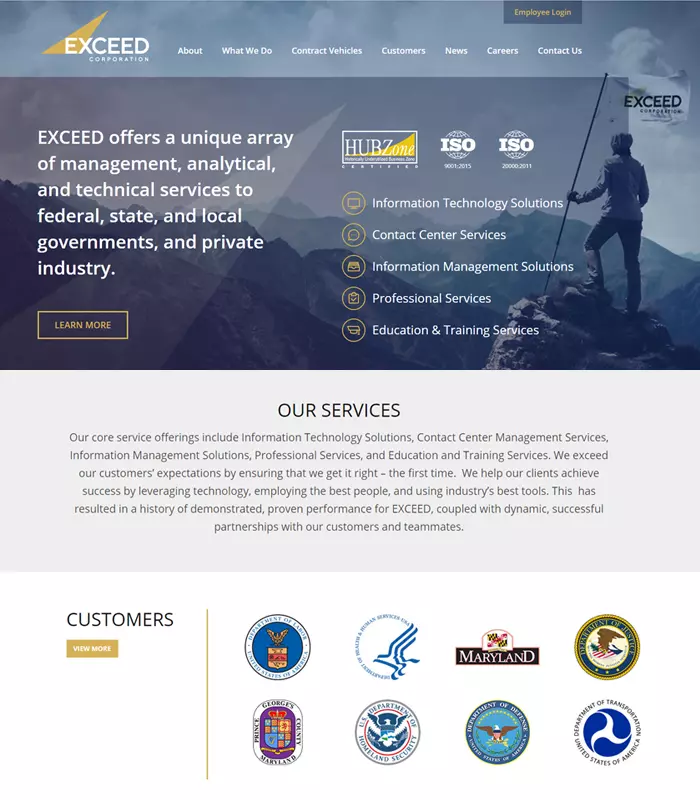 Employee Login
EXCEED
CORPORATION
About
What We Do
Contract Vehicles
Customers
News
Careers
Contact Us
EXCEED
CORPORATION
EXCEED offers a unique array
of management, analytical,
and technical services to
federal, state, and local
governments, and private
industry.
LEARN MORE
HUBZone
Historically Underutilized Business Zone
CERTIFIED
ISO
9001:2015
ISO
20000:2011
Information Technology Solutions
Contact Center Services
Information Management Solutions
Professional Services
Education & Training Services
OUR SERVICES
Our core service offerings include Information Technology Solutions, Contact Center Management Services,
Information Management Solutions, Professional Services, and Education and Training Services. We exceed
our customers' expectations by ensuring that we get it right – the first time. We help our clients achieve
success by leveraging technology, employing the best people, and using industry's best tools. This has
resulted in a history of demonstrated, proven performance for EXCEED, coupled with dynamic, successful
partnerships with our customers and teammates.
CUSTOMERS
VIEW MORE
DEPARTMENT OF LABOR
UNITED STATES OF AMERICA
DEPARTMENT OF HEALTH & HUMAN SERVICES USA
MARYLAND
DEPARTMENT OF JUSTICE
PRINCE GEORGE'S COUNTY
MARYLAND
U.S. DEPARTMENT OF
HOMELAND SECURITY
DEPARTMENT OF DEFENSE
UNITED STATES OF AMERICA
DEPARTMENT OF TRANSPORTATION
UNITED STATES OF AMERICA